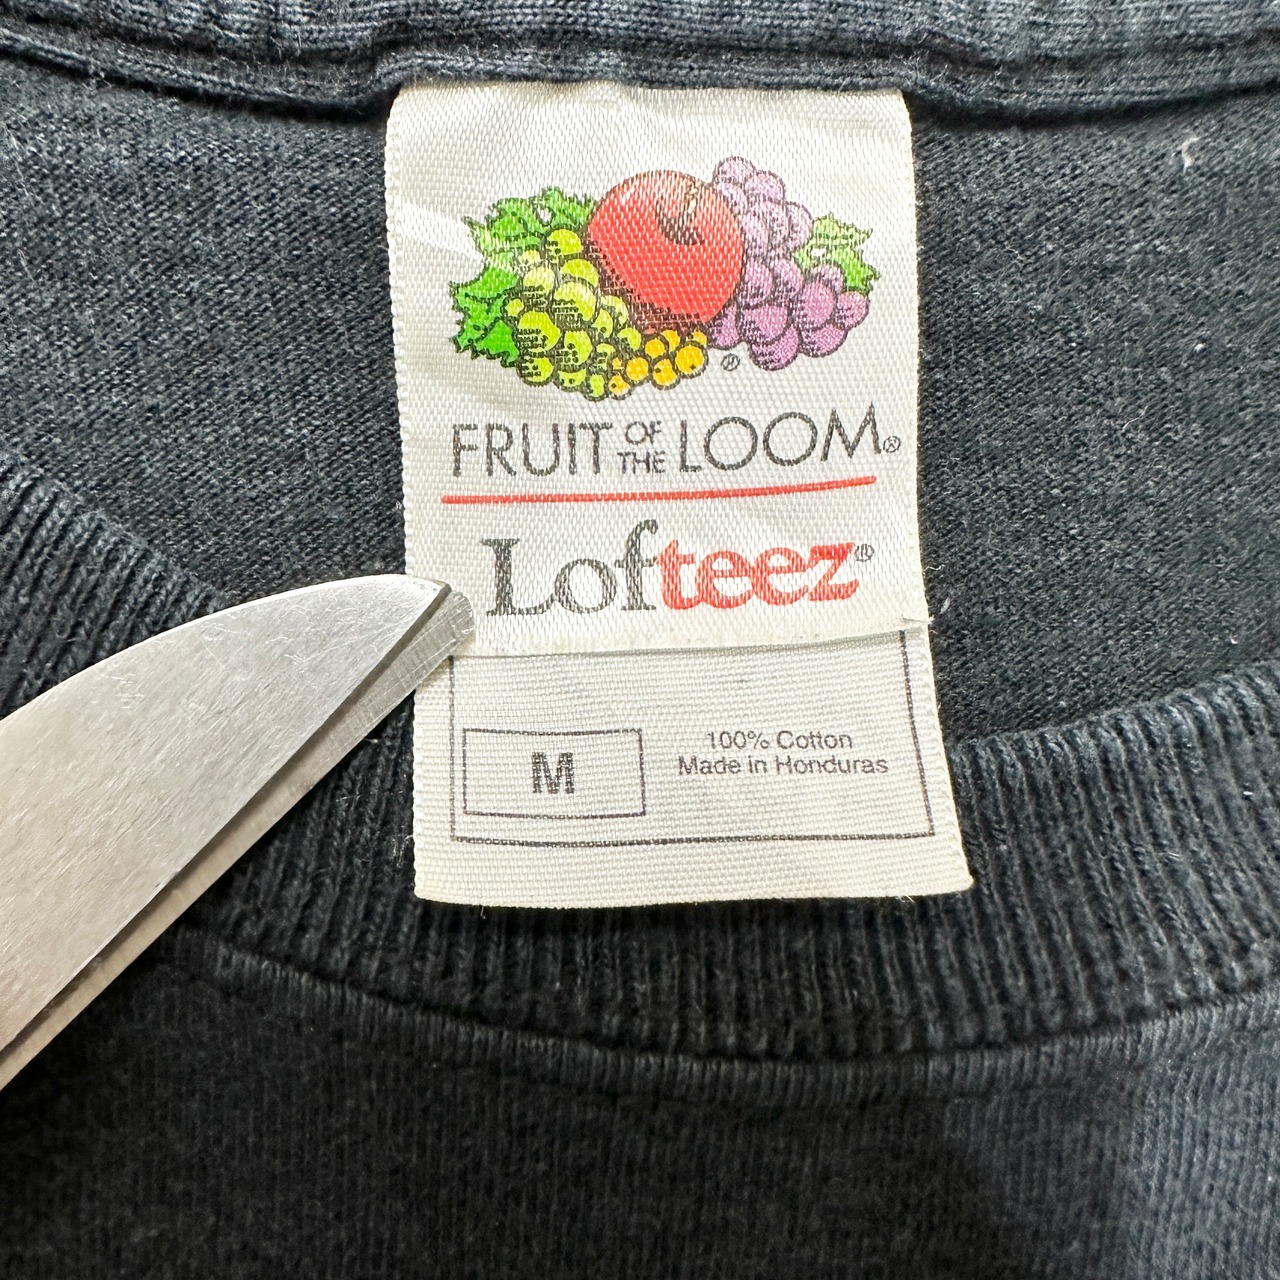 ®
FRUIT OF THE LOOM®
Lofteez®
M
100% Cotton
Made in Honduras